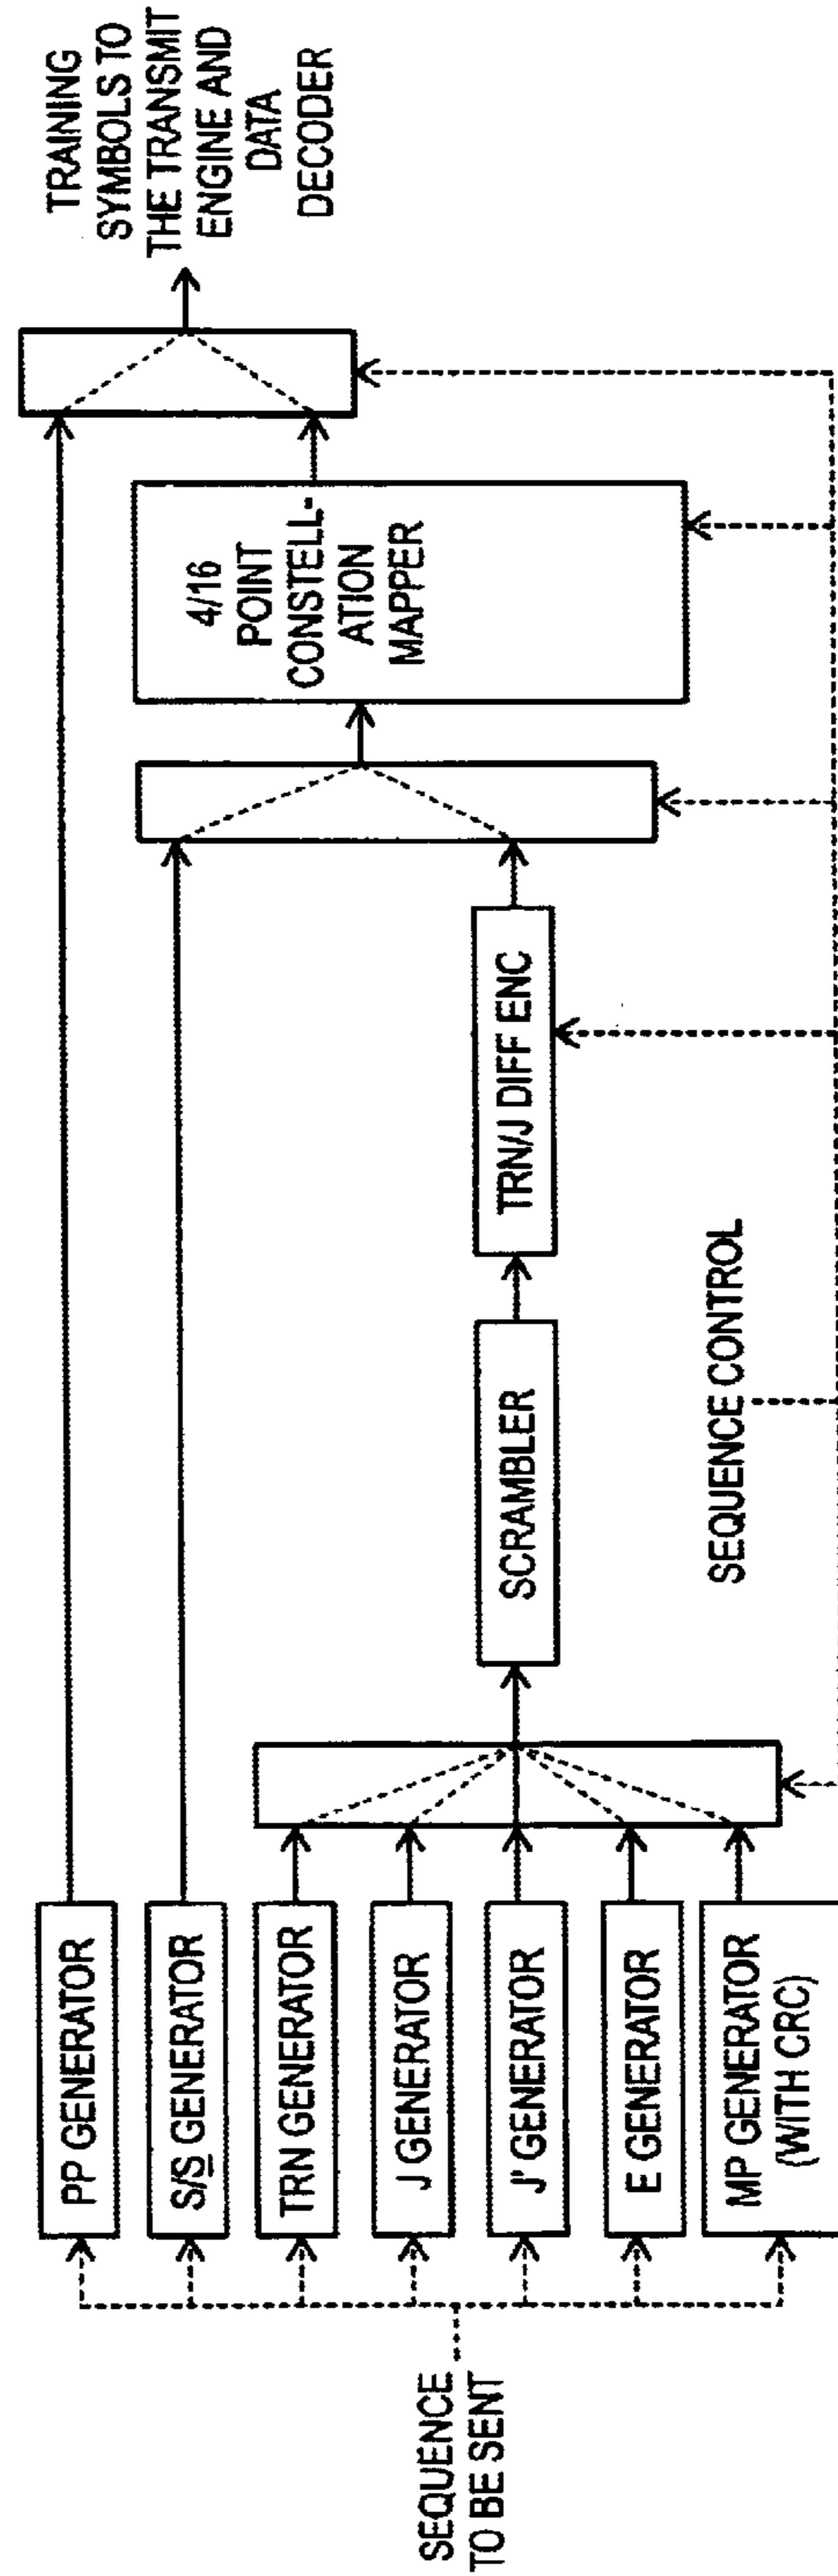 SEQUENCE
TO BE SENT
PP GENERATOR
S/S GENERATOR
TRN GENERATOR
J GENERATOR
J' GENERATOR
E GENERATOR
MP GENERATOR
(WITH CRC)
SCRAMBLER
TRN/J DIFF ENC
SEQUENCE CONTROL
4/16
POINT
CONSTELL-
ATION
MAPPER
TRAINING
SYMBOLS TO
THE TRANSMIT
ENGINE AND
DATA
DECODER